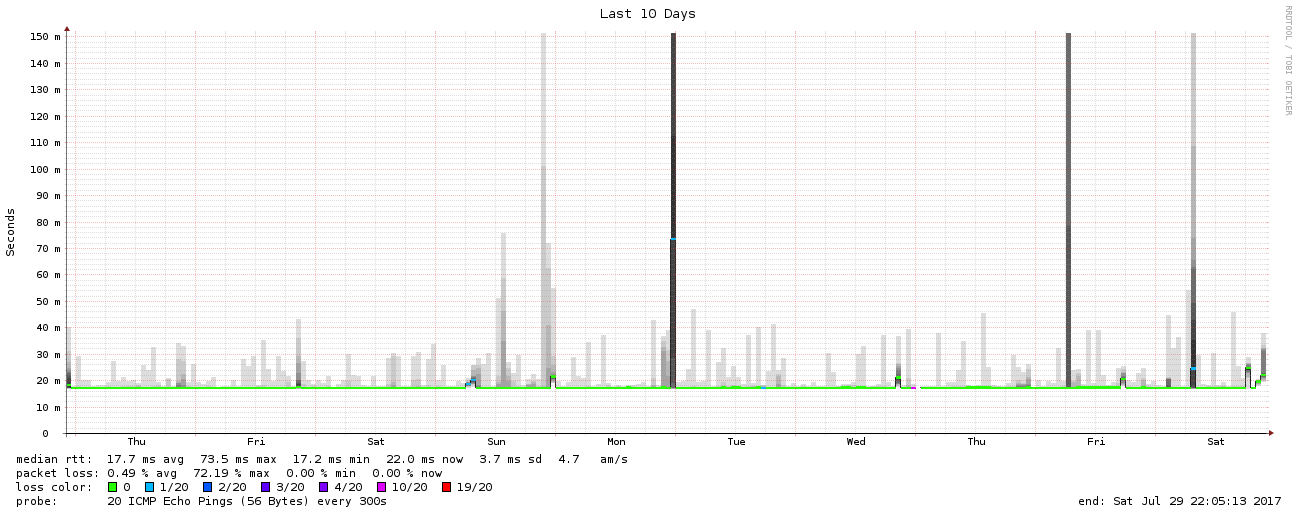 Last 10 Days
RRDTOOL / TOBI OETIKER
Seconds
150 m
140 m
130 m
120 m
110 m
100 m
90 m
80 m
70 m
60 m
50 m
40 m
30 m
20 m
10 m
0
Thu Fri Sat Sun Mon Tue Wed Thu Fri Sat
median rtt: 17.7 ms avg 73.5 ms max 17.2 ms min 22.0 ms now 3.7 ms sd 4.7 am/s
packet loss: 0.49 % avg 72.19 % max 0.00 % min 0.00 % now
loss color: 0 1/20 2/20 3/20 4/20 10/20 19/20
probe: 20 ICMP Echo Pings (56 Bytes) every 300s end: Sat Jul 29 22:05:13 2017